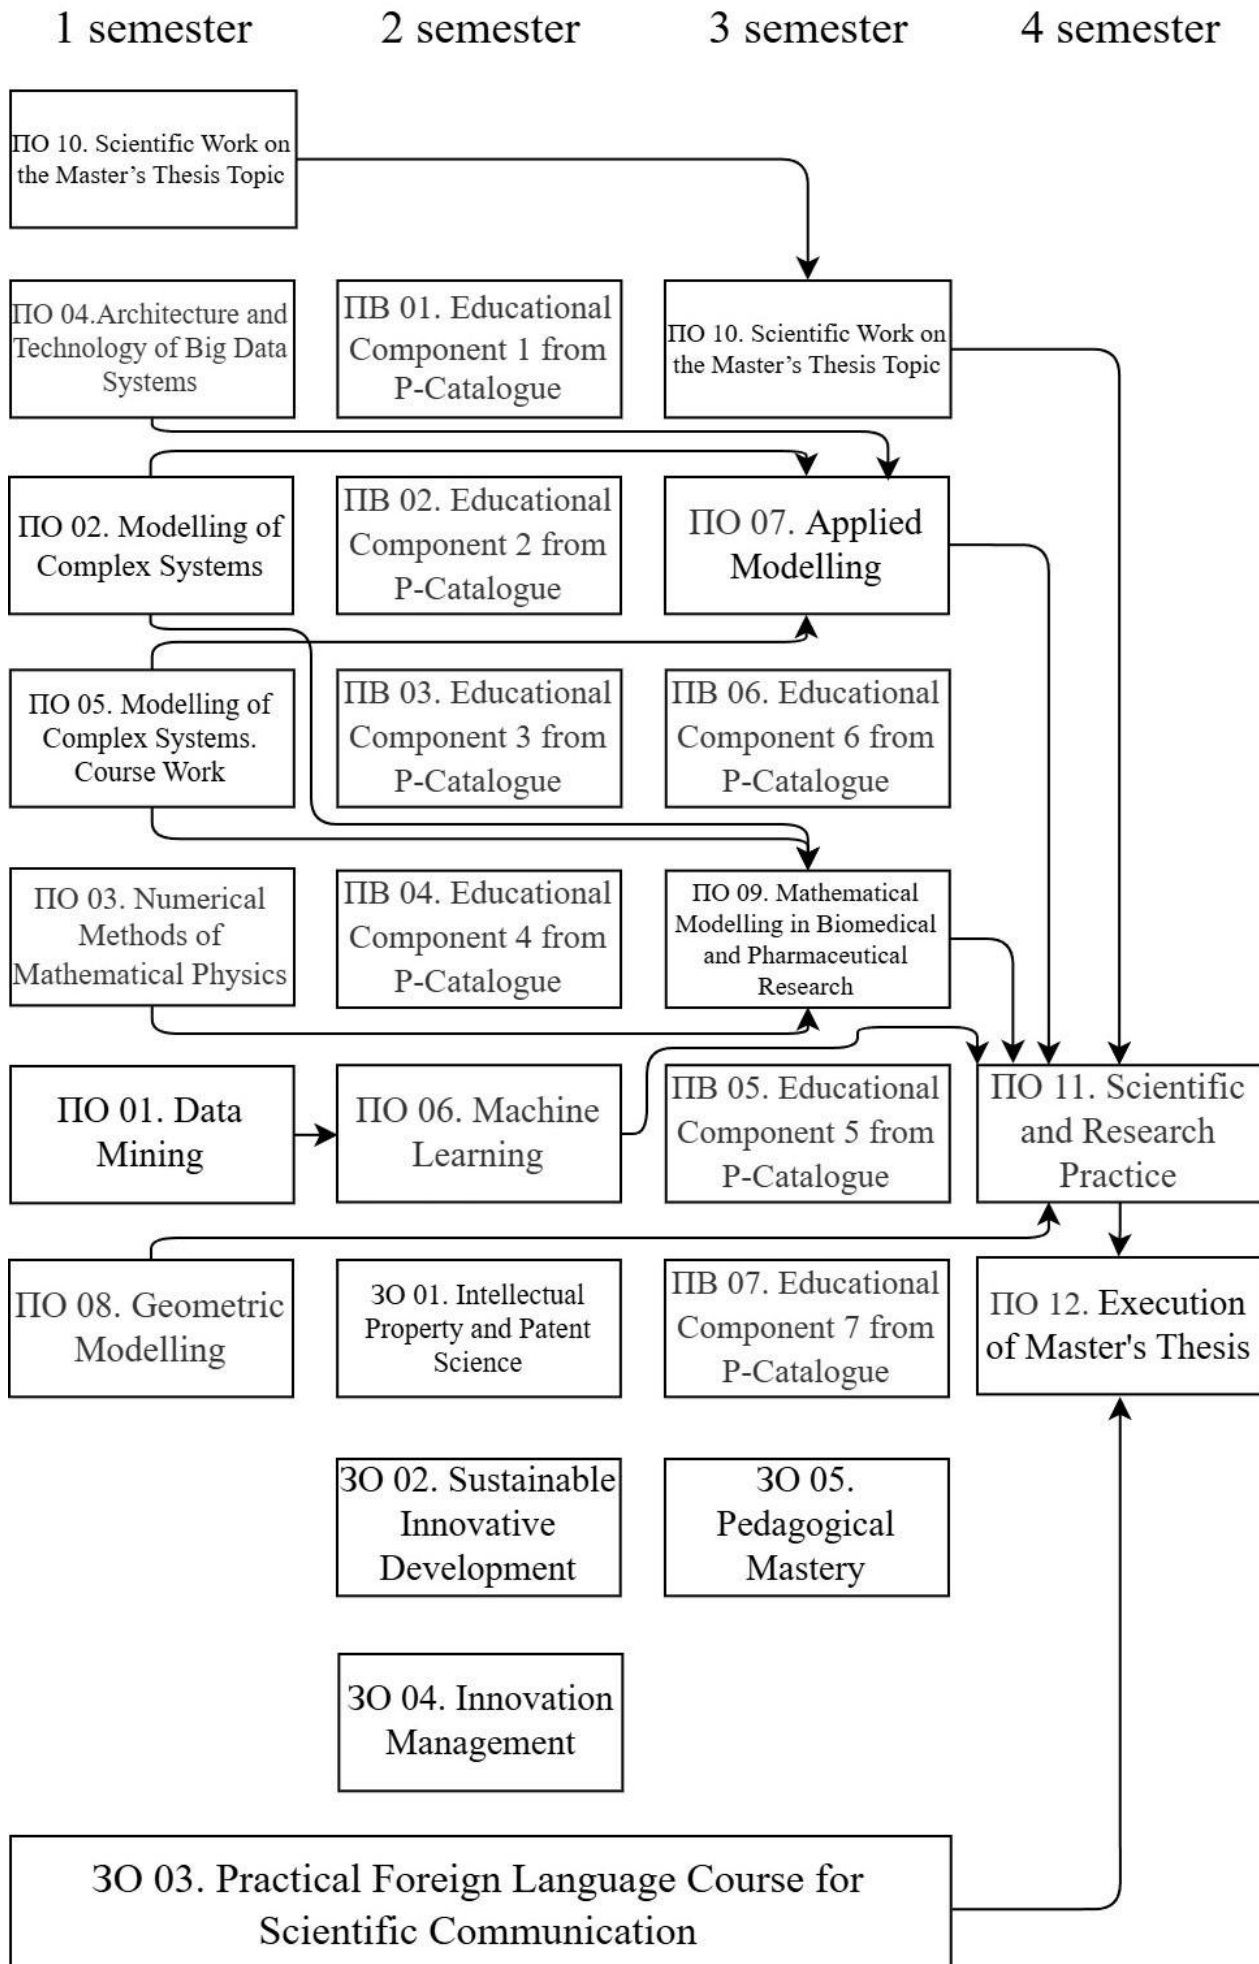 1 semester
2 semester
3 semester
4 semester
ПО 10. Scientific Work on
the Master’s Thesis Topic
ПО 04.Architecture and
Technology of Big Data
Systems
ПВ 01. Educational
Component 1 from
P-Catalogue
ПО 10. Scientific Work on
the Master’s Thesis Topic
ПО 02. Modelling of
Complex Systems
ПВ 02. Educational
Component 2 from
P-Catalogue
ПО 07. Applied
Modelling
ПО 05. Modelling of
Complex Systems.
Course Work
ПВ 03. Educational
Component 3 from
P-Catalogue
ПВ 06. Educational
Component 6 from
P-Catalogue
ПО 03. Numerical
Methods of
Mathematical Physics
ПВ 04. Educational
Component 4 from
P-Catalogue
ПО 09. Mathematical
Modelling in Biomedical
and Pharmaceutical
Research
ПО 01. Data
Mining
ПО 06. Machine
Learning
ПВ 05. Educational
Component 5 from
P-Catalogue
ПО 11. Scientific
and Research
Practice
ПО 08. Geometric
Modelling
ЗО 01. Intellectual
Property and Patent
Science
ПВ 07. Educational
Component 7 from
P-Catalogue
ПО 12. Execution
of Master's Thesis
ЗО 02. Sustainable
Innovative
Development
ЗО 05.
Pedagogical
Mastery
ЗО 04. Innovation
Management
ЗО 03. Practical Foreign Language Course for
Scientific Communication